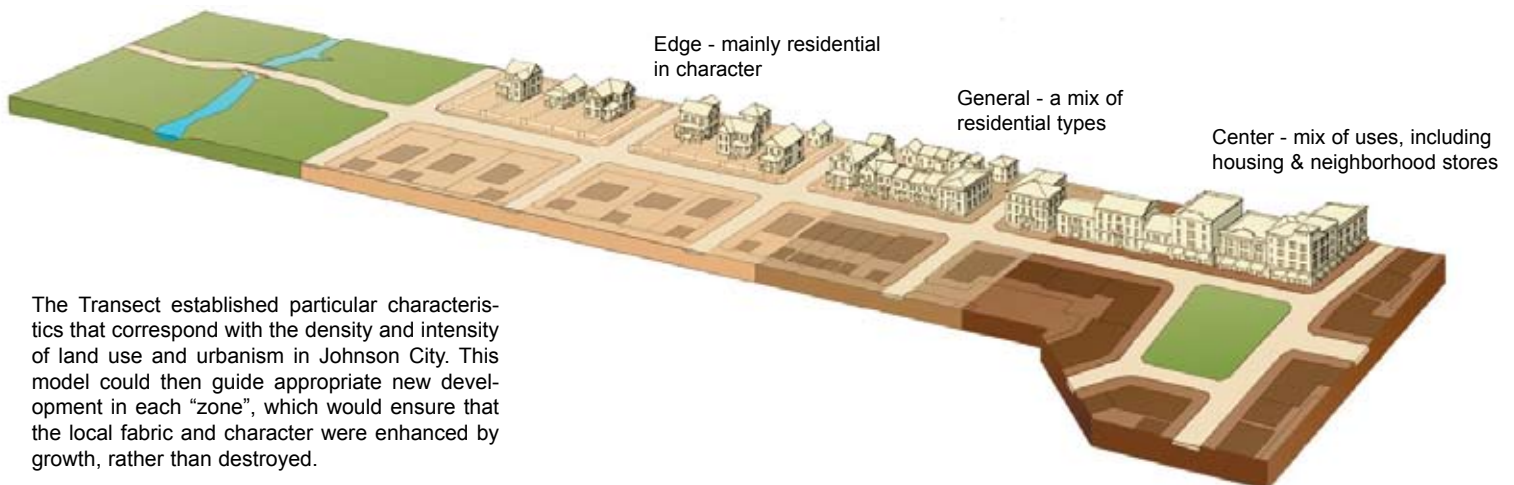 Edge - mainly residential
in character
General - a mix of
residential types
Center - mix of uses, including
housing & neighborhood stores
The Transect established particular characteris-
tics that correspond with the density and intensity
of land use and urbanism in Johnson City. This
model could then guide appropriate new devel-
opment in each “zone”, which would ensure that
the local fabric and character were enhanced by
growth, rather than destroyed.